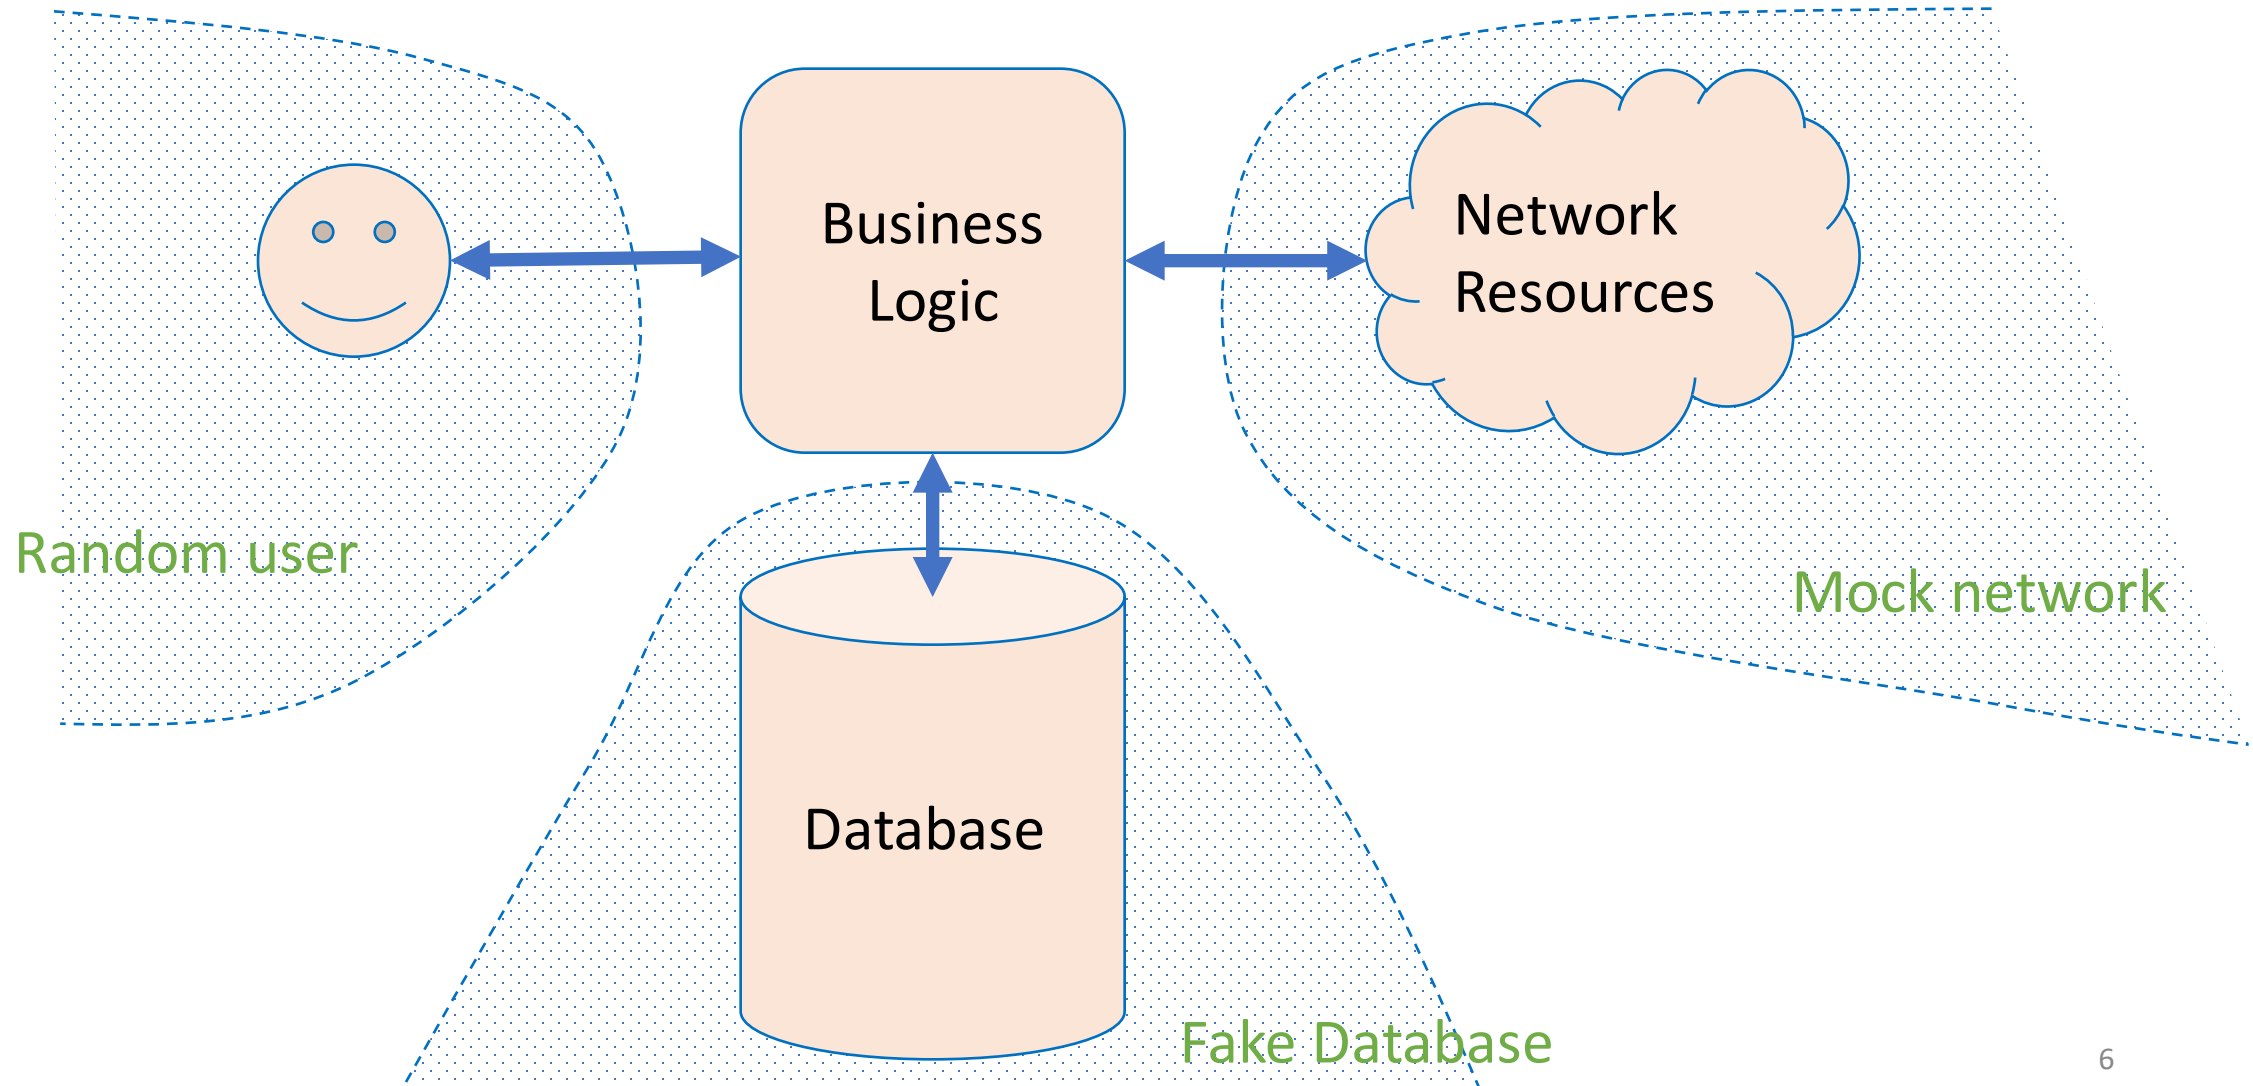 Business
Logic
Network
Resources
Random user
Mock network
Database
Fake Database
6